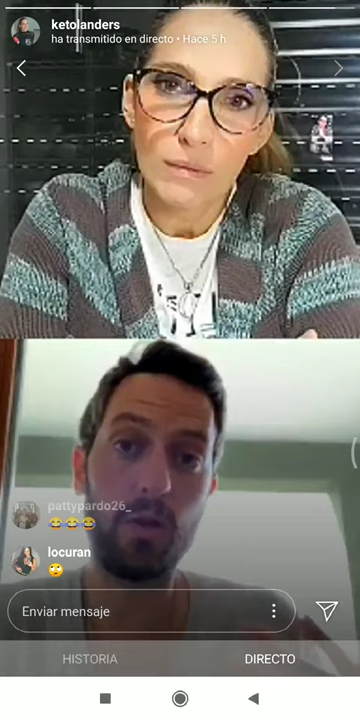 ketolanders
ha transmitido en directo • Hace 5 h
pattypardo26_
locuran
Enviar mensaje
HISTORIA
DIRECTO